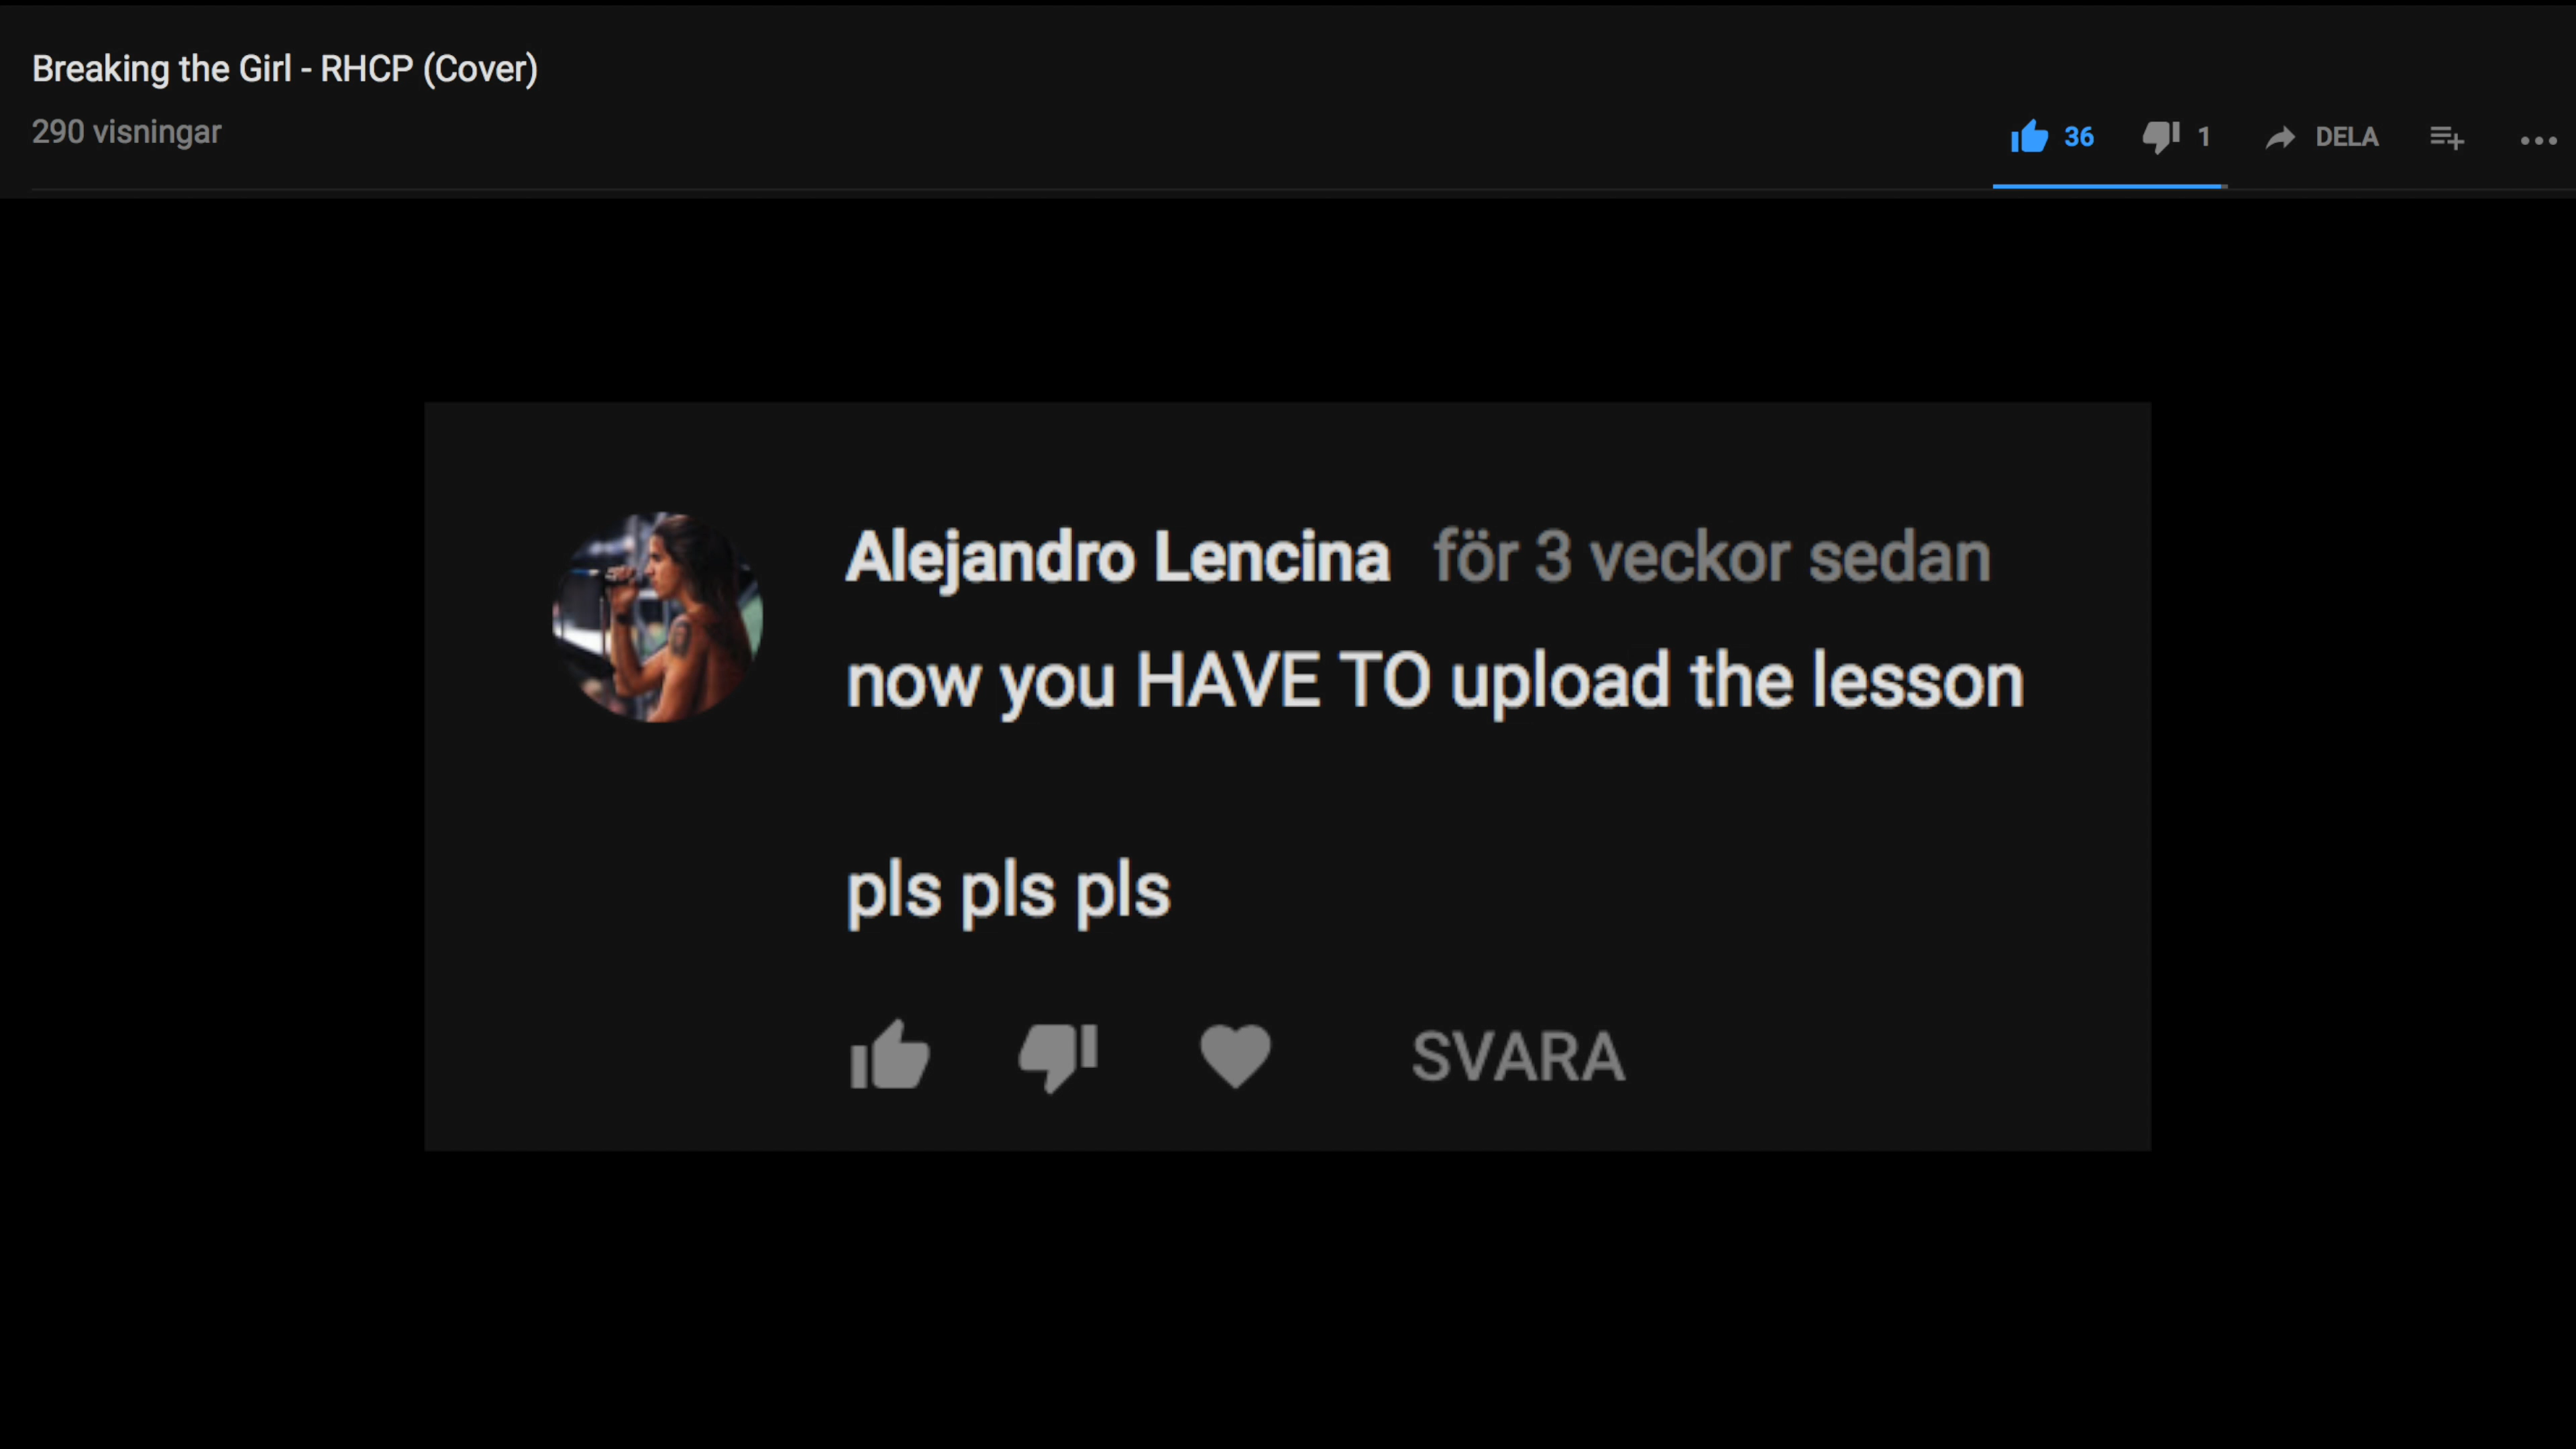 Breaking the Girl - RHCP (Cover)
290 visningar
36 1 DELA
Alejandro Lencina för 3 veckor sedan
now you HAVE TO upload the lesson
pls pls pls
SVARA